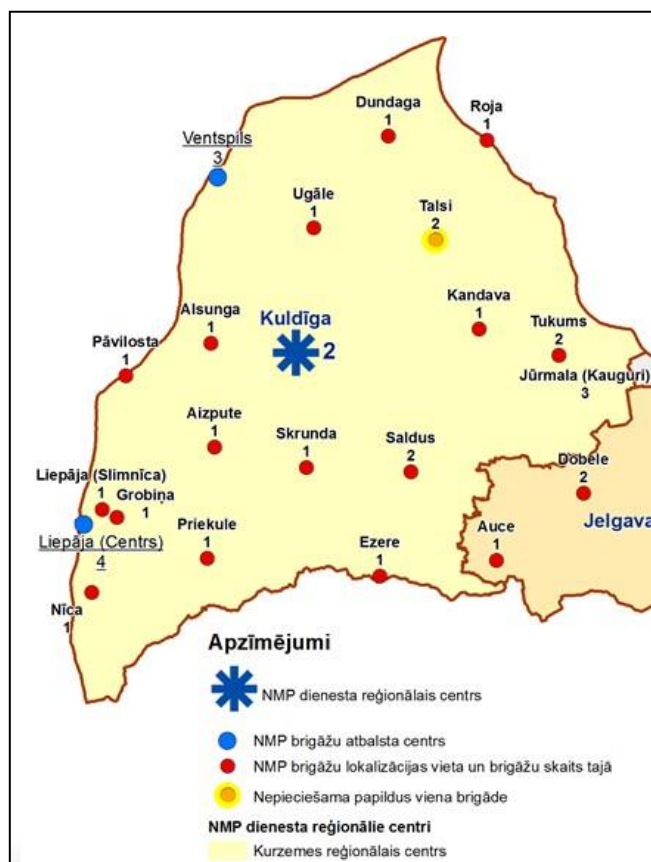 Dundaga
1
Roja
1
Ventspils
3
Ugāle
1
Talsi
2
Kandava
1
Alsunga
1
Kuldīga
2
Tukums
2
Pāvilosta
1
Jūrmala (Kauguri)
3
Aizpute
1
Skrunda
1
Saldus
2
Dobele
2
Liepāja (Slimnīca)
1
Grobiņa
1
Jelgava
Liepāja (Centrs)
4
Priekule
1
Auce
1
Ezere
1
Nīca
1
Apzīmējumi
NMP dienesta reģionālais centrs
NMP brigāžu atbalsta centrs
NMP brigāžu lokalizācijas vieta un brigāžu skaits tajā
Nepieciešama papildus viena brigāde
NMP dienesta reģionālie centri
Kurzemes reģionālais centrs